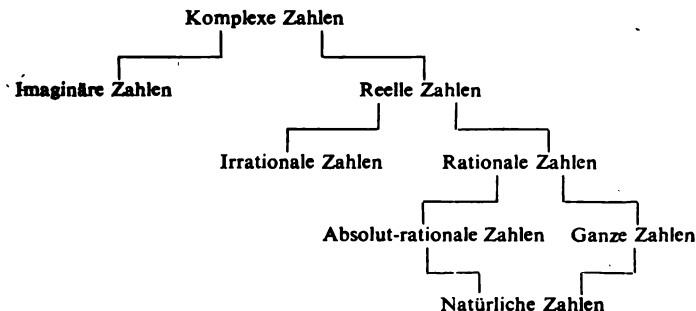 Komplexe Zahlen
Imaginäre Zahlen Reelle Zahlen
Irrationale Zahlen Rationale Zahlen
Absolut-rationale Zahlen Ganze Zahlen
Natürliche Zahlen